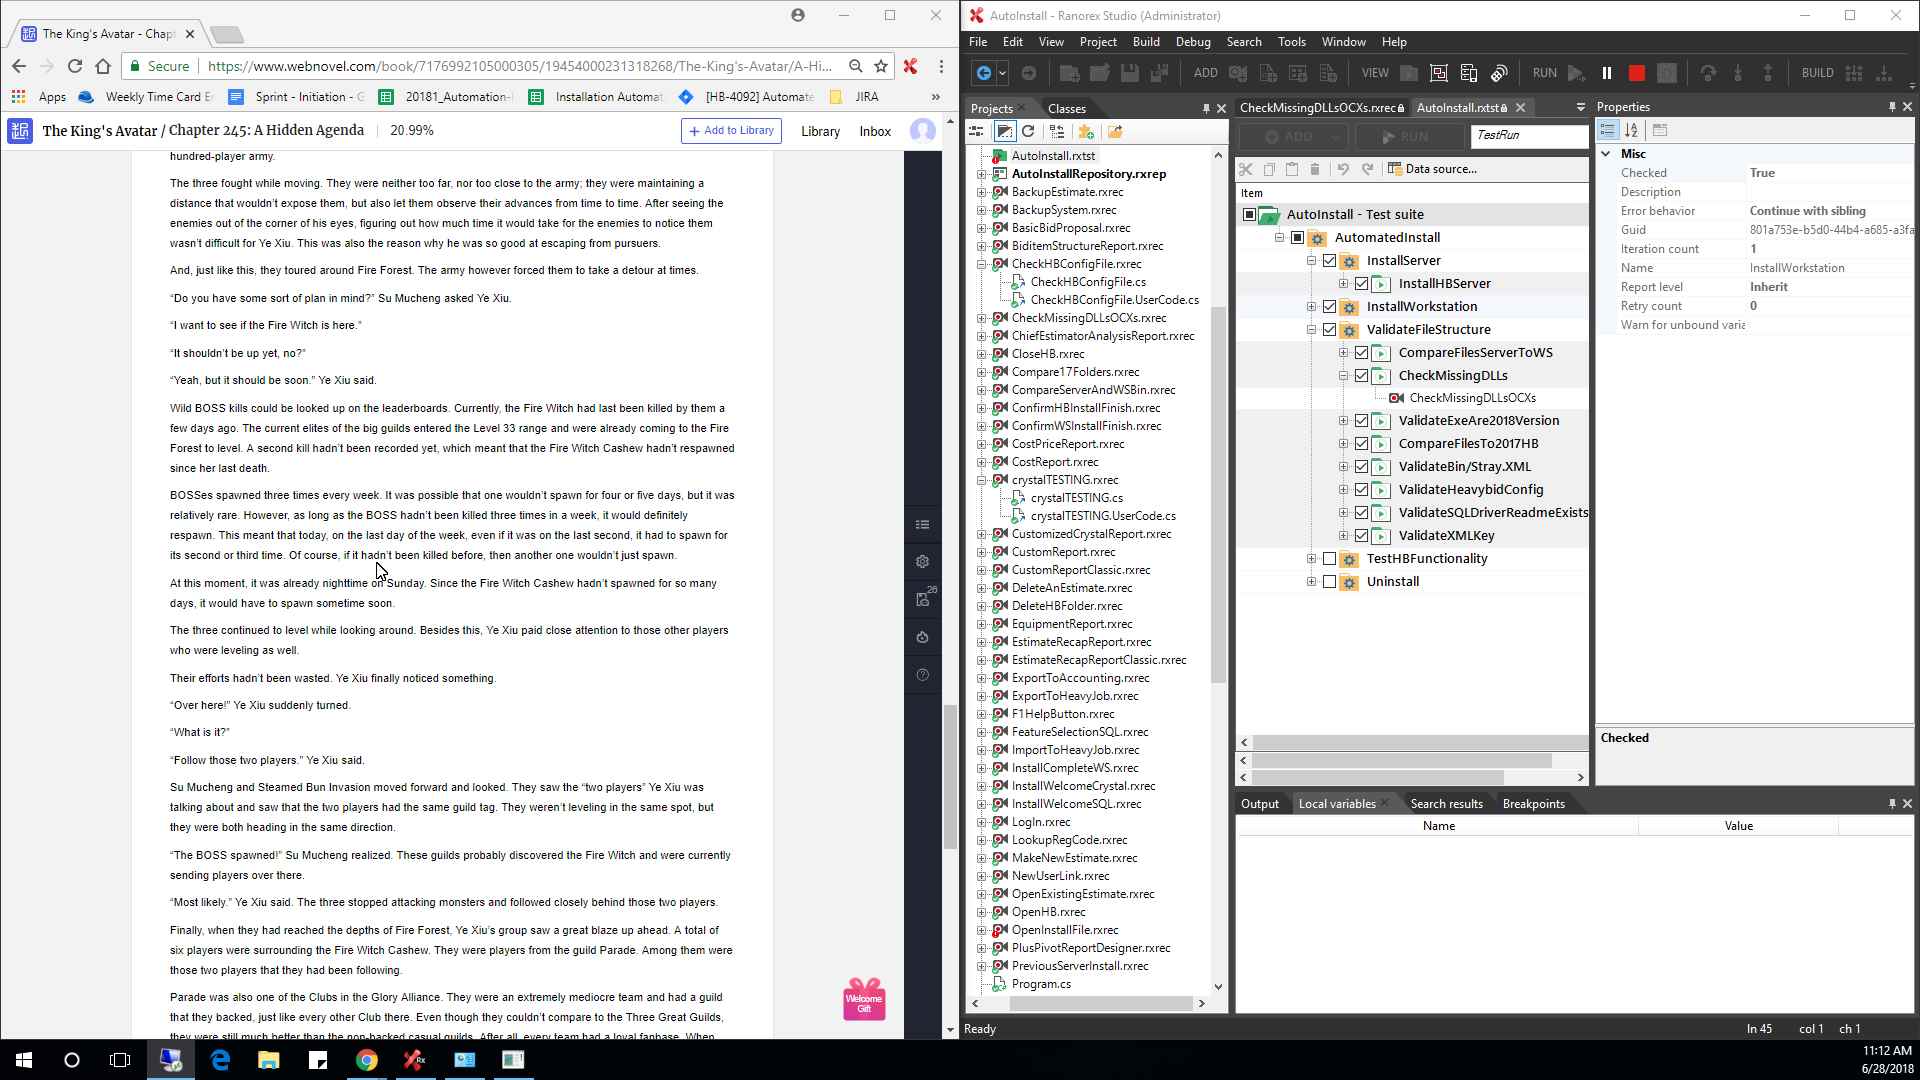 The King's Avatar - Chapt
Secure
https://www.webnovel.com/book/7176992105000305/19454000231318268/The-King's-Avatar/A-Hi...
Apps
Weekly Time Card E
Sprint - Initiation - G
20181_Automation-
Installation Automat
[HB-4092] Automate
JIRA
»
The King's Avatar / Chapter 245: A Hidden Agenda
20.99%
+ Add to Library
Library
Inbox
hundred-player army.
The three fought while moving. They were neither too far, nor too close to the army; they were maintaining a
distance that wouldn't expose them, but also let them observe their advances from time to time. After seeing the
enemies out of the corner of his eyes, figuring out how much time it would take for the enemies to notice them
wasn't difficult for Ye Xiu. This was also the reason why he was so good at escaping from pursuers.
And, just like this, they toured around Fire Forest. The army however forced them to take a detour at times.
“Do you have some sort of plan in mind?” Su Mucheng asked Ye Xiu.
“I want to see if the Fire Witch is here.”
“It shouldn't be up yet, no?”
“Yeah, but it should be soon.” Ye Xiu said.
Wild BOSS kills could be looked up on the leaderboards. Currently, the Fire Witch had last been killed by them a
few days ago. The current elites of the big guilds entered the Level 33 range and were already coming to the Fire
Forest to level. A second kill hadn't been recorded yet, which meant that the Fire Witch Cashew hadn't respawned
since her last death.
BOSSes spawned three times every week. It was possible that one wouldn't spawn for four or five days, but it was
relatively rare. However, as long as the BOSS hadn't been killed three times in a week, it would definitely
respawn. This meant that today, on the last day of the week, even if it was on the last second, it had to spawn for
its second or third time. Of course, if it hadn't been killed before, then another one wouldn't just spawn.
At this moment, it was already nighttime on Sunday. Since the Fire Witch Cashew hadn't spawned for so many
days, it would have to spawn sometime soon.
The three continued to level while looking around. Besides this, Ye Xiu paid close attention to those other players
who were leveling as well.
Their efforts hadn't been wasted. Ye Xiu finally noticed something.
“Over here!” Ye Xiu suddenly turned.
“What is it?”
“Follow those two players.” Ye Xiu said.
Su Mucheng and Steamed Bun Invasion moved forward and looked. They saw the “two players” Ye Xiu was
talking about and saw that the two players had the same guild tag. They weren't leveling in the same spot, but
they were both heading in the same direction.
“The BOSS spawned!” Su Mucheng realized. These guilds probably discovered the Fire Witch and were currently
sending players over there.
“Most likely.” Ye Xiu said. The three stopped attacking monsters and followed closely behind those two players.
Finally, when they had reached the depths of Fire Forest, Ye Xiu's group saw a great blaze up ahead. A total of
six players were surrounding the Fire Witch Cashew. They were players from the guild Parade. Among them were
those two players that they had been following.
Parade was also one of the Clubs in the Glory Alliance. They were an extremely mediocre team and had a guild
that they backed, just like every other Club there. Even though they couldn't compare to the Three Great Guilds,
they were still much better than the non-backed casual guilds. After all, every team had a loyal fanbase. When
26
Welcome
Gift
AutoInstall - Ranorex Studio (Administrator)
File Edit View Project Build Debug Search Tools Window Help
ADD
VIEW
RUN
BUILD
Projects
Classes
AutoInstall.rxtst
AutoInstallRepository.rxrep
BackupEstimate.rxrec
BackupSystem.rxrec
BasicBidProposal.rxrec
BiditemStructureReport.rxrec
CheckHBConfigFile.rxrec
CheckHBConfigFile.cs
CheckHBConfigFile.UserCode.cs
CheckMissingDLLsOCXs.rxrec
ChiefEstimatorAnalysisReport.rxrec
CloseHB.rxrec
Compare17Folders.rxrec
CompareServerAndWSBin.rxrec
ConfirmHBInstallFinish.rxrec
ConfirmWSInstallFinish.rxrec
CostPriceReport.rxrec
CostReport.rxrec
crystalTESTING.rxrec
crystalTESTING.cs
crystalTESTING.UserCode.cs
CustomizedCrystalReport.rxrec
CustomReport.rxrec
CustomReportClassic.rxrec
DeleteAnEstimate.rxrec
DeleteHBFolder.rxrec
EquipmentReport.rxrec
EstimateRecapReport.rxrec
EstimateRecapReportClassic.rxrec
ExportToAccounting.rxrec
ExportToHeavyJob.rxrec
F1HelpButton.rxrec
FeatureSelectionSQL.rxrec
ImportToHeavyJob.rxrec
InstallCompleteWS.rxrec
InstallWelcomeCrystal.rxrec
InstallWelcomeSQL.rxrec
LogIn.rxrec
LookupRegCode.rxrec
MakeNewEstimate.rxrec
NewUserLink.rxrec
OpenExistingEstimate.rxrec
OpenHB.rxrec
OpenInstallFile.rxrec
PlusPivotReportDesigner.rxrec
PreviousServerInstall.rxrec
Program.cs
CheckMissingDLLsOCXs.rxrec
AutoInstall.rxtst
ADD
RUN
TestRun
Data source...
Item
AutoInstall - Test suite
AutomatedInstall
InstallServer
InstallHBServer
InstallWorkstation
ValidateFileStructure
CompareFilesServerToWS
CheckMissingDLLs
CheckMissingDLLsOCXs
ValidateExeAre2018Version
CompareFilesTo2017HB
ValidateBin/Stray.XML
ValidateHeavybidConfig
ValidateSQLDriverReadmeExists
ValidateXMLKey
TestHBFunctionality
Uninstall
Properties
Misc
Checked True
Description
Error behavior Continue with sibling
Guid 801a753e-b5d0-44b4-a685-a3fa
Iteration count 1
Name InstallWorkstation
Report level Inherit
Retry count 0
Warn for unbound varia
Checked
Output
Local variables
Search results
Breakpoints
Name
Value
Ready
ln 45 col 1 ch 1
11:12 AM
6/28/2018